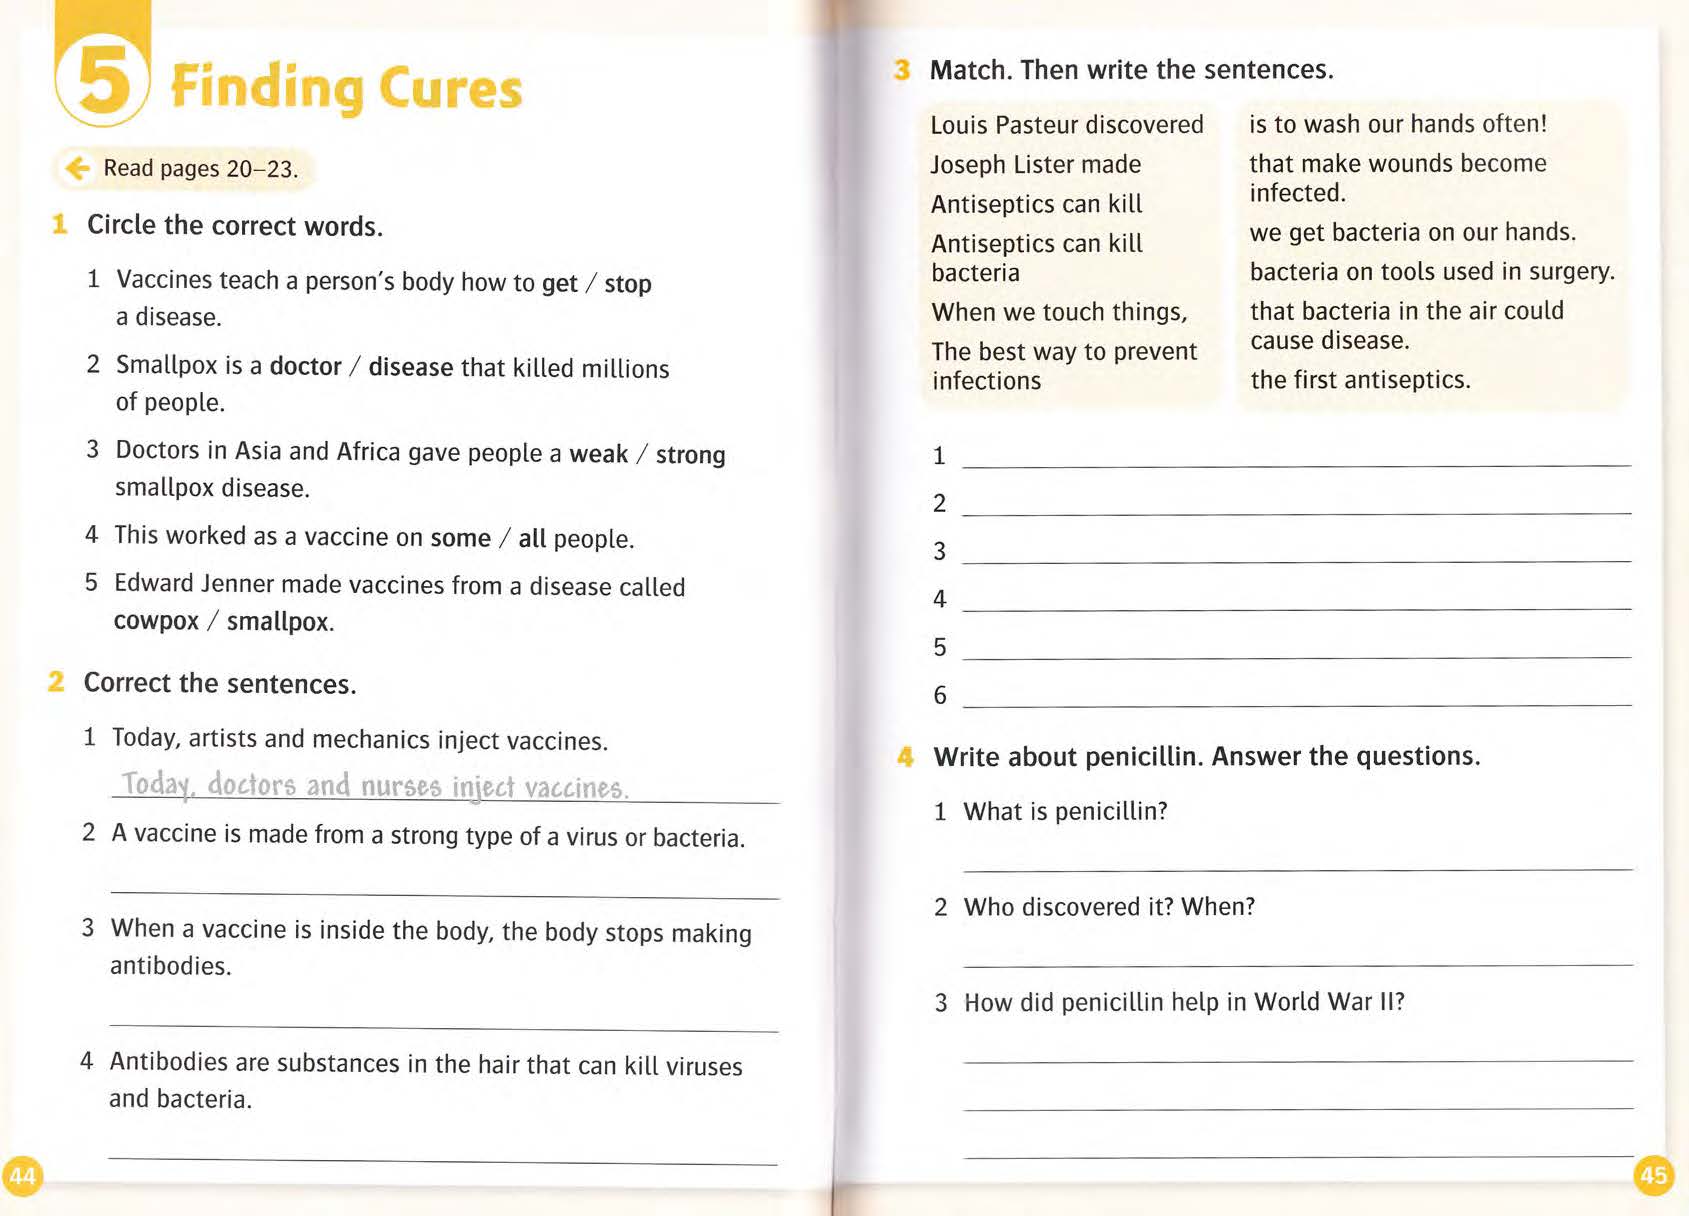 5 Finding Cures
Read pages 20–23.
1 Circle the correct words.
1 Vaccines teach a person's body how to get / stop
a disease.
2 Smallpox is a doctor / disease that killed millions
of people.
3 Doctors in Asia and Africa gave people a weak / strong
smallpox disease.
4 This worked as a vaccine on some / all people.
5 Edward Jenner made vaccines from a disease called
cowpox / smallpox.
2 Correct the sentences.
1 Today, artists and mechanics inject vaccines.
Today, doctors and nurses inject vaccines.
2 A vaccine is made from a strong type of a virus or bacteria.
3 When a vaccine is inside the body, the body stops making
antibodies.
4 Antibodies are substances in the hair that can kill viruses
and bacteria.
44
3 Match. Then write the sentences.
Louis Pasteur discovered
Joseph Lister made
Antiseptics can kill
Antiseptics can kill
bacteria
When we touch things,
The best way to prevent
infections
is to wash our hands often!
that make wounds become
infected.
we get bacteria on our hands.
bacteria on tools used in surgery.
that bacteria in the air could
cause disease.
the first antiseptics.
1
2
3
4
5
6
4 Write about penicillin. Answer the questions.
1 What is penicillin?
2 Who discovered it? When?
3 How did penicillin help in World War II?
45